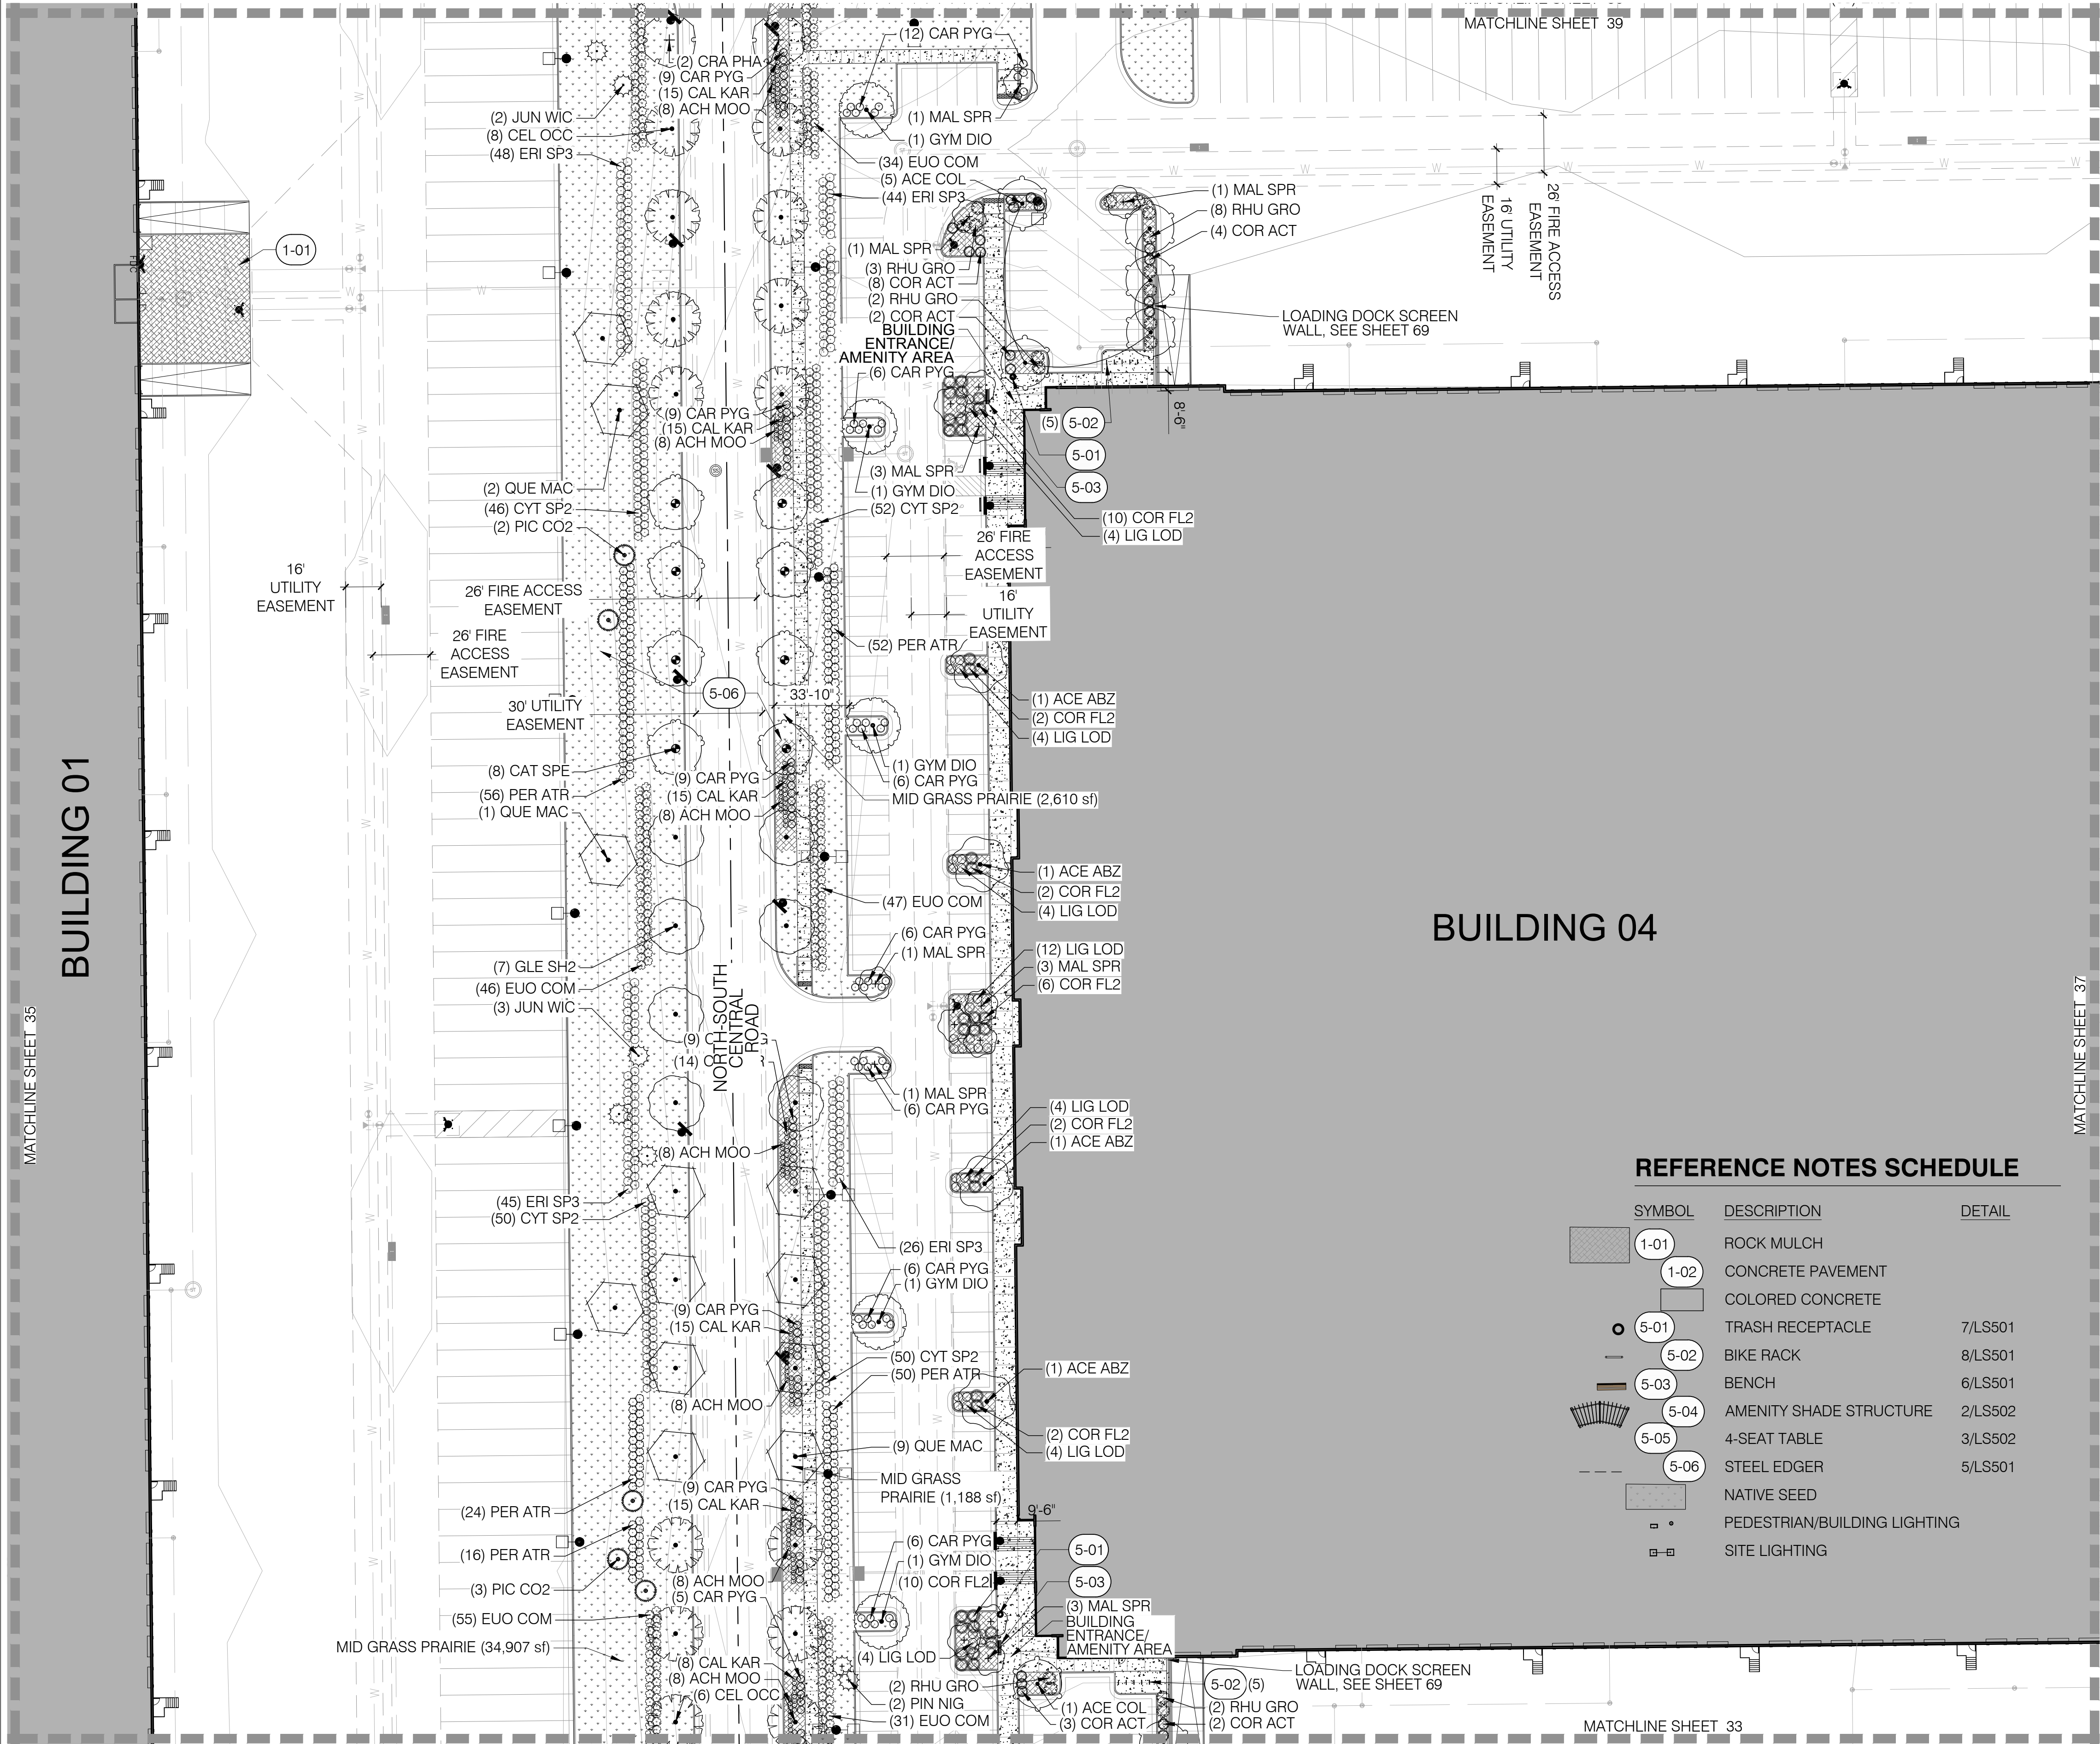 MATCHLINE SHEET 39
(12) CAR PYG
(2) CRA PHA
(9) CAR PYG
(15) CAL KAR
(8) ACH MOO
(2) JUN WIC
(8) CEL OCC
(48) ERI SP3
(1) MAL SPR
(1) GYM DIO
(34) EUO COM
(5) ACE COL
(44) ERI SP3
(1) MAL SPR
(8) RHU GRO
(4) COR ACT
16' UTILITY
EASEMENT
26' FIRE ACCESS
EASEMENT
1-01
FDC
(1) MAL SPR
(3) RHU GRO
(8) COR ACT
(2) RHU GRO
(2) COR ACT
BUILDING
ENTRANCE/
AMENITY AREA
(6) CAR PYG
LOADING DOCK SCREEN
WALL, SEE SHEET 69
8'-6"
(9) CAR PYG
(15) CAL KAR
(8) ACH MOO
(5) 5-02
5-01
5-03
(3) MAL SPR
(1) GYM DIO
(52) CYT SP2
(2) QUE MAC
(46) CYT SP2
(2) PIC CO2
(10) COR FL2
(4) LIG LOD
26' FIRE
ACCESS
EASEMENT
16'
UTILITY
EASEMENT
16'
UTILITY
EASEMENT
26' FIRE ACCESS
EASEMENT
26' FIRE
ACCESS
EASEMENT
(52) PER ATR
5-06
33'-10"
30' UTILITY
EASEMENT
(1) ACE ABZ
(2) COR FL2
(4) LIG LOD
(8) CAT SPE
(56) PER ATR
(1) QUE MAC
(9) CAR PYG
(15) CAL KAR
(8) ACH MOO
(1) GYM DIO
(6) CAR PYG
MID GRASS PRAIRIE (2,610 sf)
(1) ACE ABZ
(2) COR FL2
(4) LIG LOD
(47) EUO COM
(6) CAR PYG
(1) MAL SPR
(12) LIG LOD
(3) MAL SPR
(6) COR FL2
BUILDING 01
BUILDING 04
MATCHLINE SHEET 35
MATCHLINE SHEET 37
(7) GLE SH2
(46) EUO COM
(3) JUN WIC
NORTH-SOUTH
CENTRAL
ROAD
(9)
(14)
(1) MAL SPR
(6) CAR PYG
(4) LIG LOD
(2) COR FL2
(1) ACE ABZ
(8) ACH MOO
(45) ERI SP3
(50) CYT SP2
(26) ERI SP3
(6) CAR PYG
(1) GYM DIO
(9) CAR PYG
(15) CAL KAR
(50) CYT SP2
(50) PER ATR
(1) ACE ABZ
(8) ACH MOO
(2) COR FL2
(4) LIG LOD
(9) QUE MAC
MID GRASS
PRAIRIE (1,188 sf)
(9) CAR PYG
(15) CAL KAR
9'-6"
(24) PER ATR
(16) PER ATR
(3) PIC CO2
(55) EUO COM
MID GRASS PRAIRIE (34,907 sf)
(6) CAR PYG
(1) GYM DIO
(10) COR FL2
5-01
5-03
(8) ACH MOO
(5) CAR PYG
(3) MAL SPR
BUILDING
ENTRANCE/
AMENITY AREA
(4) LIG LOD
(8) CAL KAR
(8) ACH MOO
(6) CEL OCC
(2) RHU GRO
(2) PIN NIG
(31) EUO COM
(1) ACE COL
(3) COR ACT
LOADING DOCK SCREEN
WALL, SEE SHEET 69
5-02 (5)
(2) RHU GRO
(2) COR ACT
MATCHLINE SHEET 33
REFERENCE NOTES SCHEDULE
SYMBOL DESCRIPTION DETAIL
1-01 ROCK MULCH
1-02 CONCRETE PAVEMENT
COLORED CONCRETE
5-01 TRASH RECEPTACLE 7/LS501
5-02 BIKE RACK 8/LS501
5-03 BENCH 6/LS501
5-04 AMENITY SHADE STRUCTURE 2/LS502
5-05 4-SEAT TABLE 3/LS502
5-06 STEEL EDGER 5/LS501
NATIVE SEED
PEDESTRIAN/BUILDING LIGHTING
SITE LIGHTING